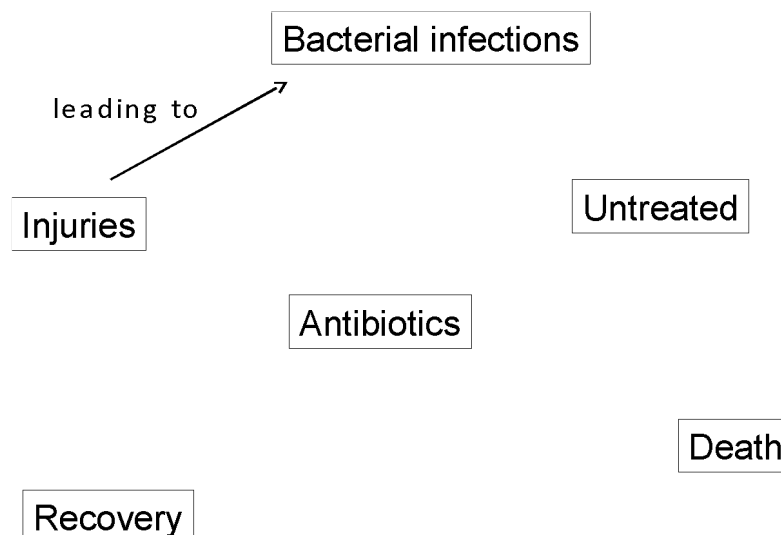 Bacterial infections
leading to
Injuries
Untreated
Antibiotics
Death
Recovery